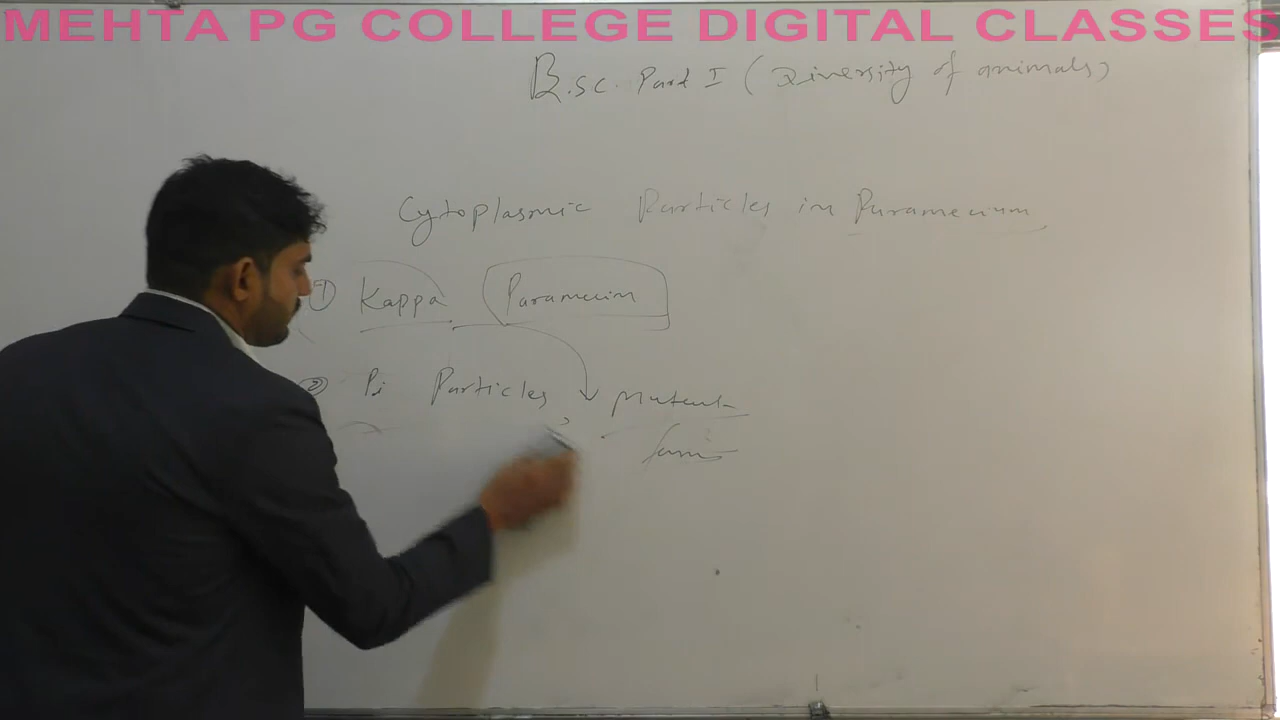 MEHTA PG COLLEGE DIGITAL CLASSES
B.Sc. Part I (Diversity of animals)
Cytoplasmic Particles in Paramecium
① Kappa Paramecium
② Pi Particles, Mutent